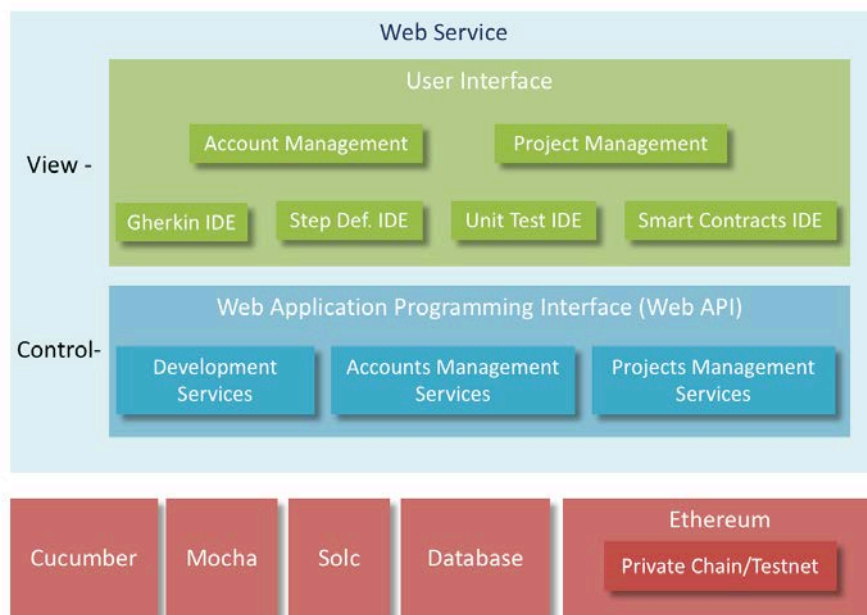 Web Service
User Interface
Account Management
Project Management
View -
Gherkin IDE
Step Def. IDE
Unit Test IDE
Smart Contracts IDE
Web Application Programming Interface (Web API)
Control-
Development
Services
Accounts Management
Services
Projects Management
Services
Cucumber
Mocha
Solc
Database
Ethereum
Private Chain/Testnet